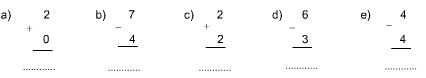 a) 2 b) 7 c) 2 d) 6 e) 4
+ - + - -
0 4 2 3 4
............ ............ ............ ............ ............